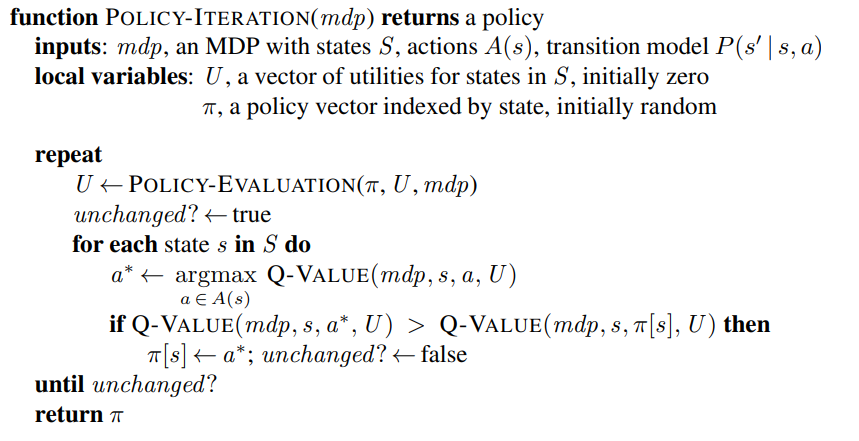 function POLICY-ITERATION(mdp) returns a policy
inputs: mdp, an MDP with states S, actions A(s), transition model P(s′ | s, a)
local variables: U, a vector of utilities for states in S, initially zero
π, a policy vector indexed by state, initially random
repeat
U ← POLICY-EVALUATION(π, U, mdp)
unchanged? ← true
for each state s in S do
a* ← argmax Q-VALUE(mdp, s, a, U)
a ∈ A(s)
if Q-VALUE(mdp, s, a*, U) > Q-VALUE(mdp, s, π[s], U) then
π[s] ← a*; unchanged? ← false
until unchanged?
return π